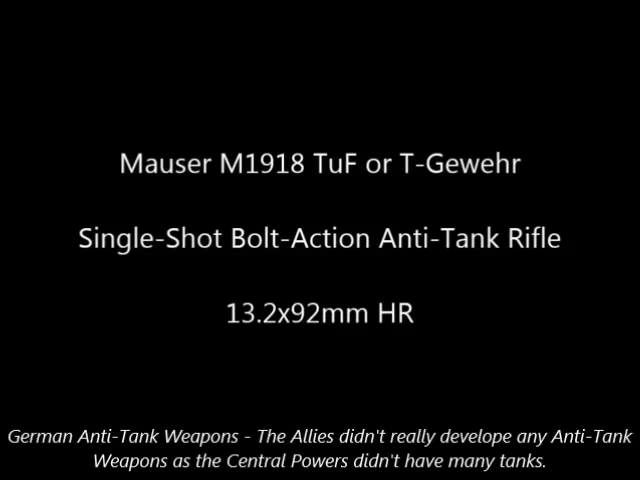 Mauser M1918 TuF or T-Gewehr
Single-Shot Bolt-Action Anti-Tank Rifle
13.2x92mm HR
German Anti-Tank Weapons - The Allies didn't really develope any Anti-Tank
Weapons as the Central Powers didn't have many tanks.